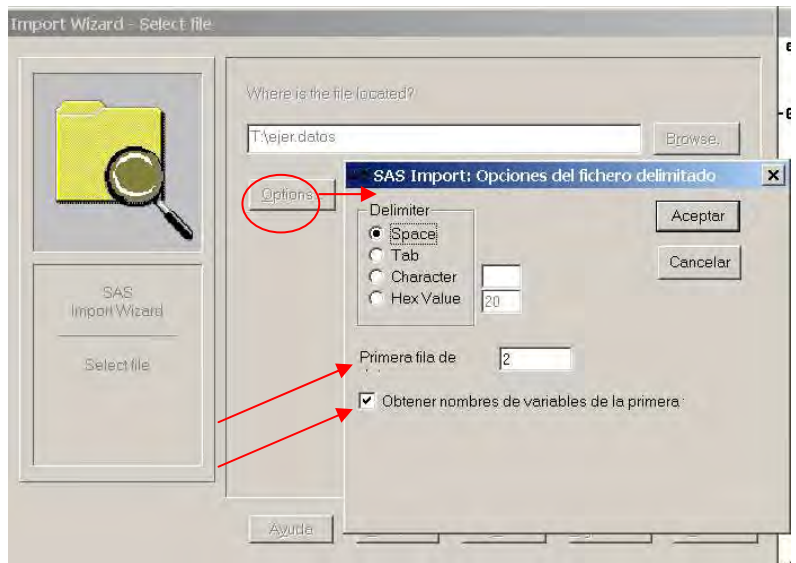 Import Wizard - Select file
Where is the file located?
T:\ejer.datos
Browse.
Options
SAS Import: Opciones del fichero delimitado
Delimiter
Space
Tab
Character
Hex Value
20
Aceptar
Cancelar
SAS
Import Wizard
Select file
Primera fila de
2
Obtener nombres de variables de la primera
Ayuda